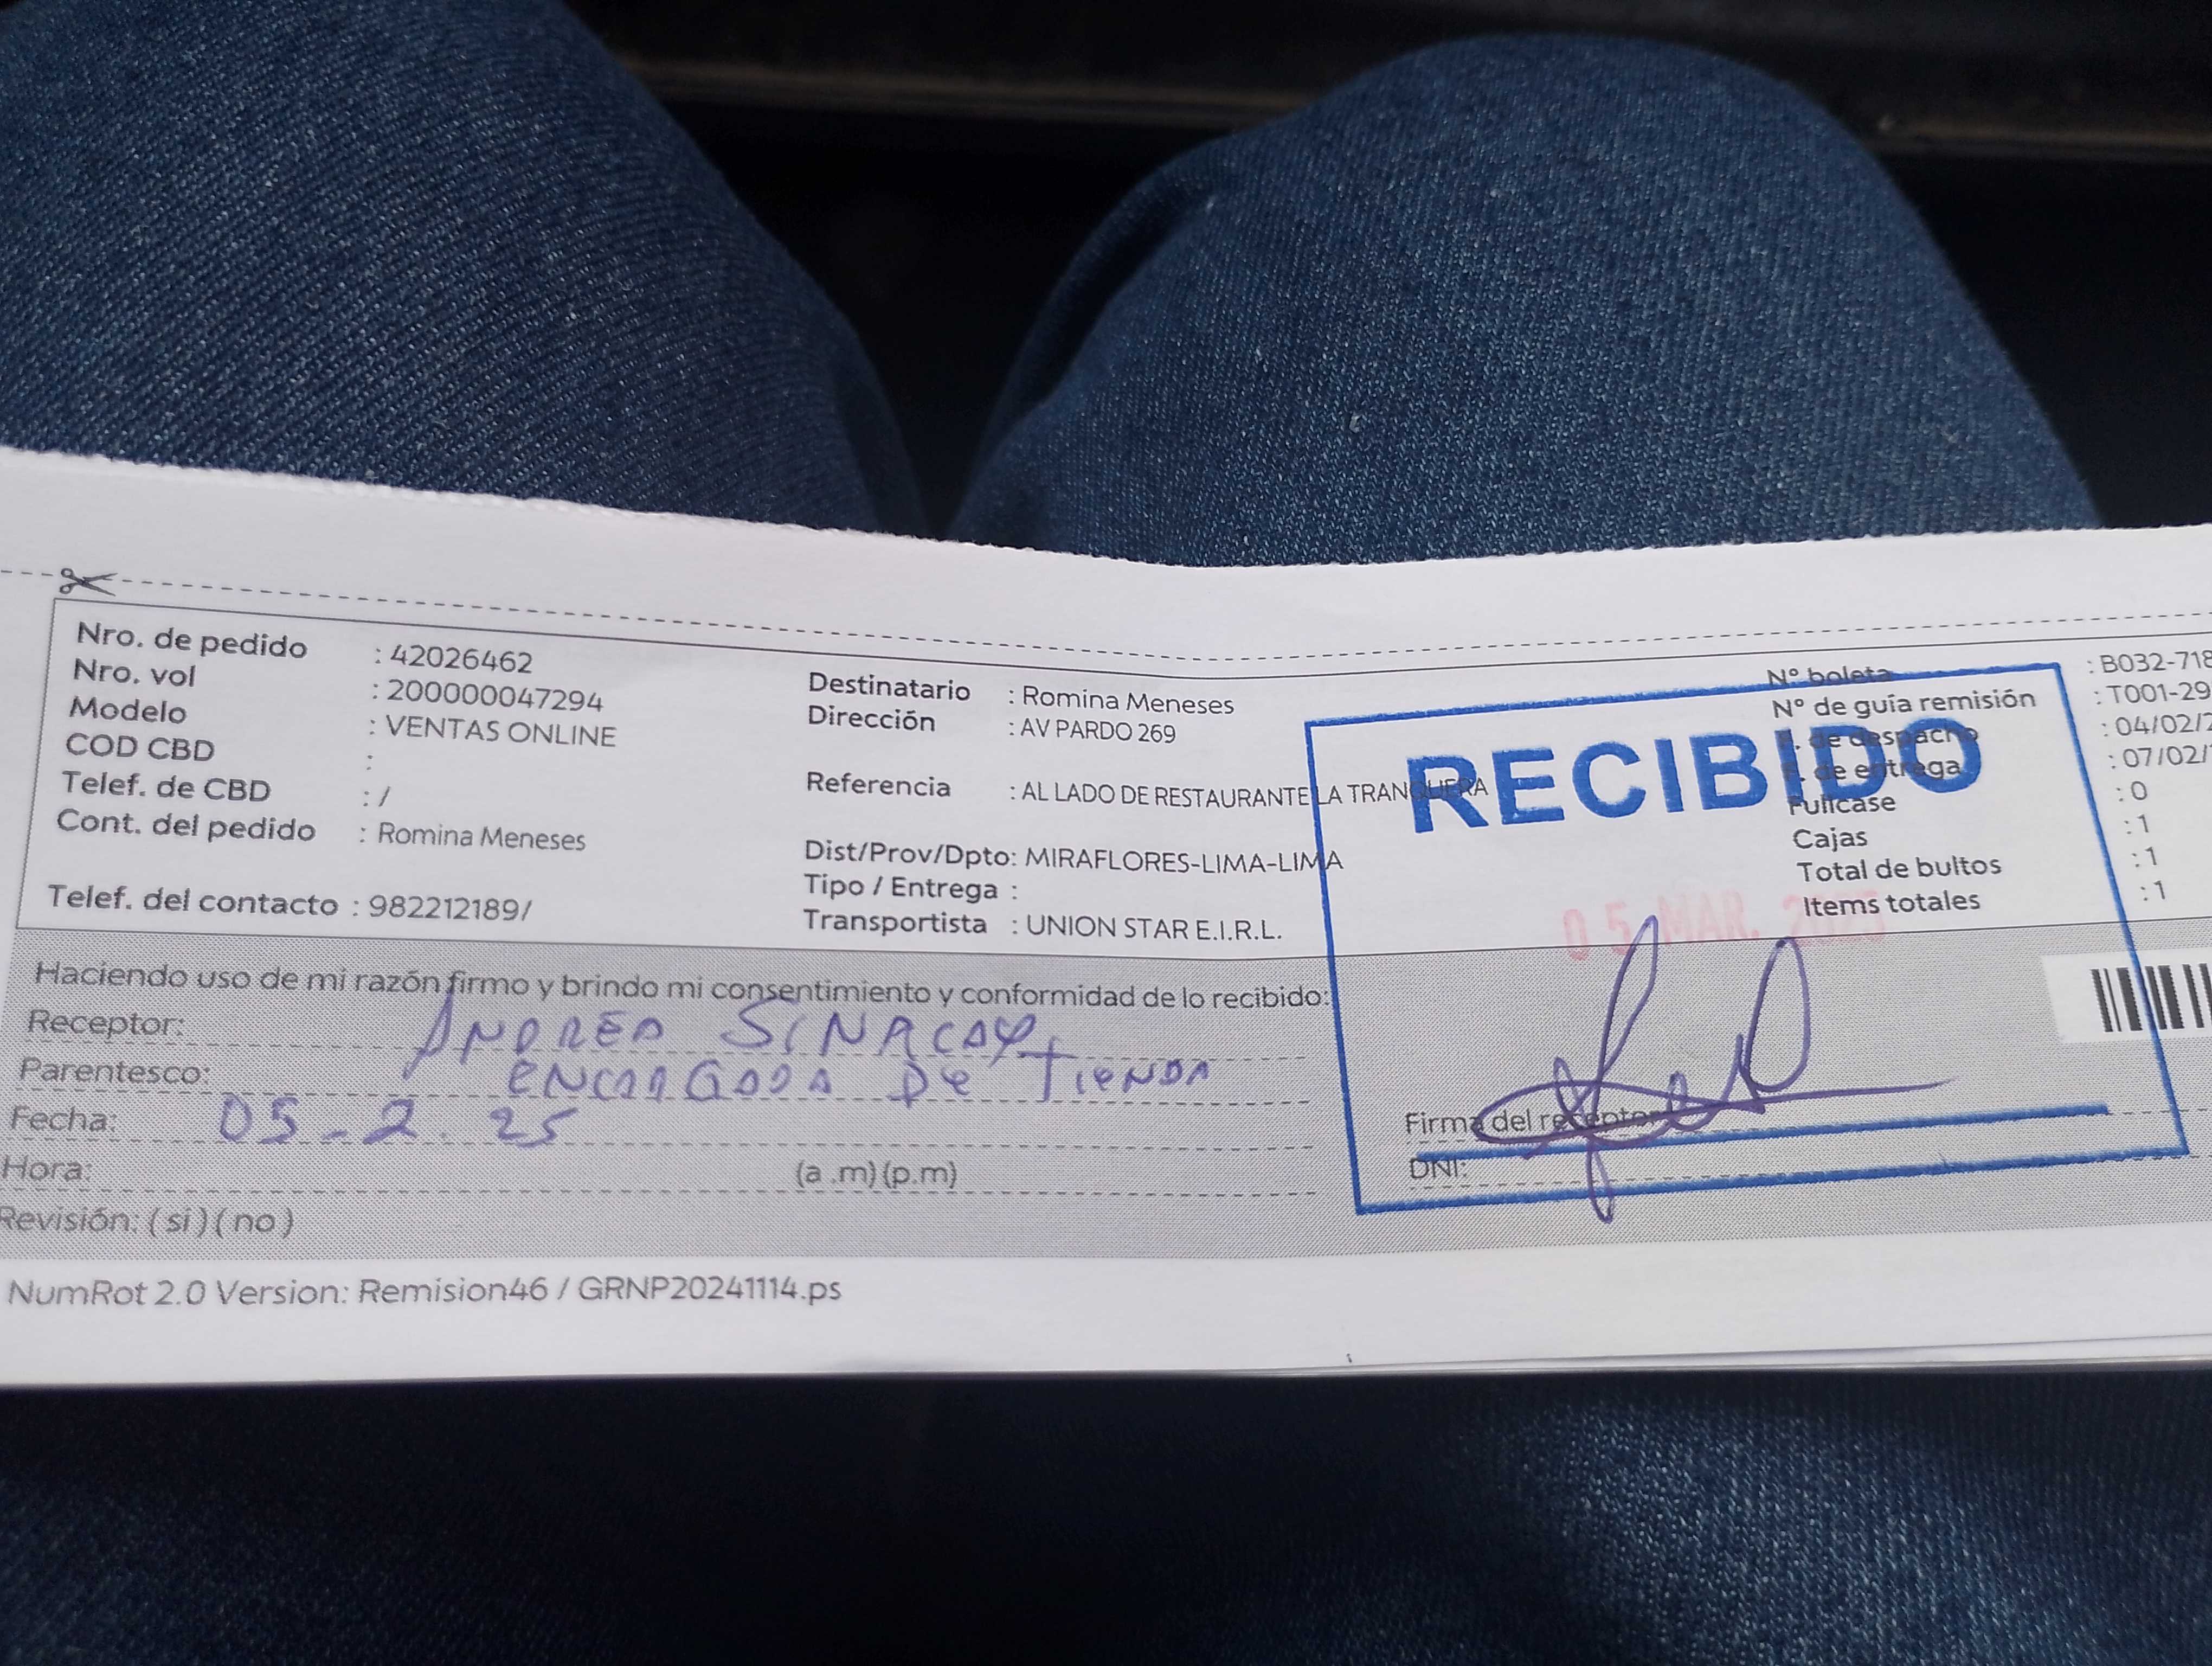 Nro. de pedido : 42026462
Nro. vol : 200000047294
Modelo : VENTAS ONLINE
COD CBD :
Telef. de CBD : /
Cont. del pedido : Romina Meneses
Telef. del contacto : 982212189/
Destinatario : Romina Meneses
Dirección : AV PARDO 269
Referencia : AL LADO DE RESTAURANTE LA TRANQUERA
Dist/Prov/Dpto: MIRAFLORES-LIMA-LIMA
Tipo / Entrega :
Transportista : UNION STAR E.I.R.L.
N° boleta : B032-718
N° de guía remisión : T001-29
F. de despacho : 04/02/2
F. de entrega : 07/02/
Fullcase : 0
Cajas : 1
Total de bultos : 1
Items totales : 1
RECIBIDO
05 MAR. 2025
Haciendo uso de mi razón firmo y brindo mi consentimiento y conformidad de lo recibido:
Receptor: ANDREA SINACAY
Parentesco: ENCARGADA DE TIENDA
Fecha: 05 - 2 . 25
Hora: (a .m) (p.m)
Revisión: ( si ) ( no )
Firma del receptor
DNI:
NumRot 2.0 Version: Remision46 / GRNP20241114.ps